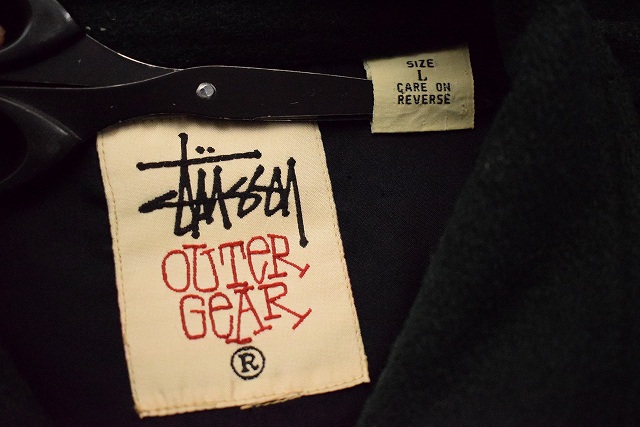 Stüssy
OUTER
GEAR
®
SIZE
L
CARE ON
REVERSE